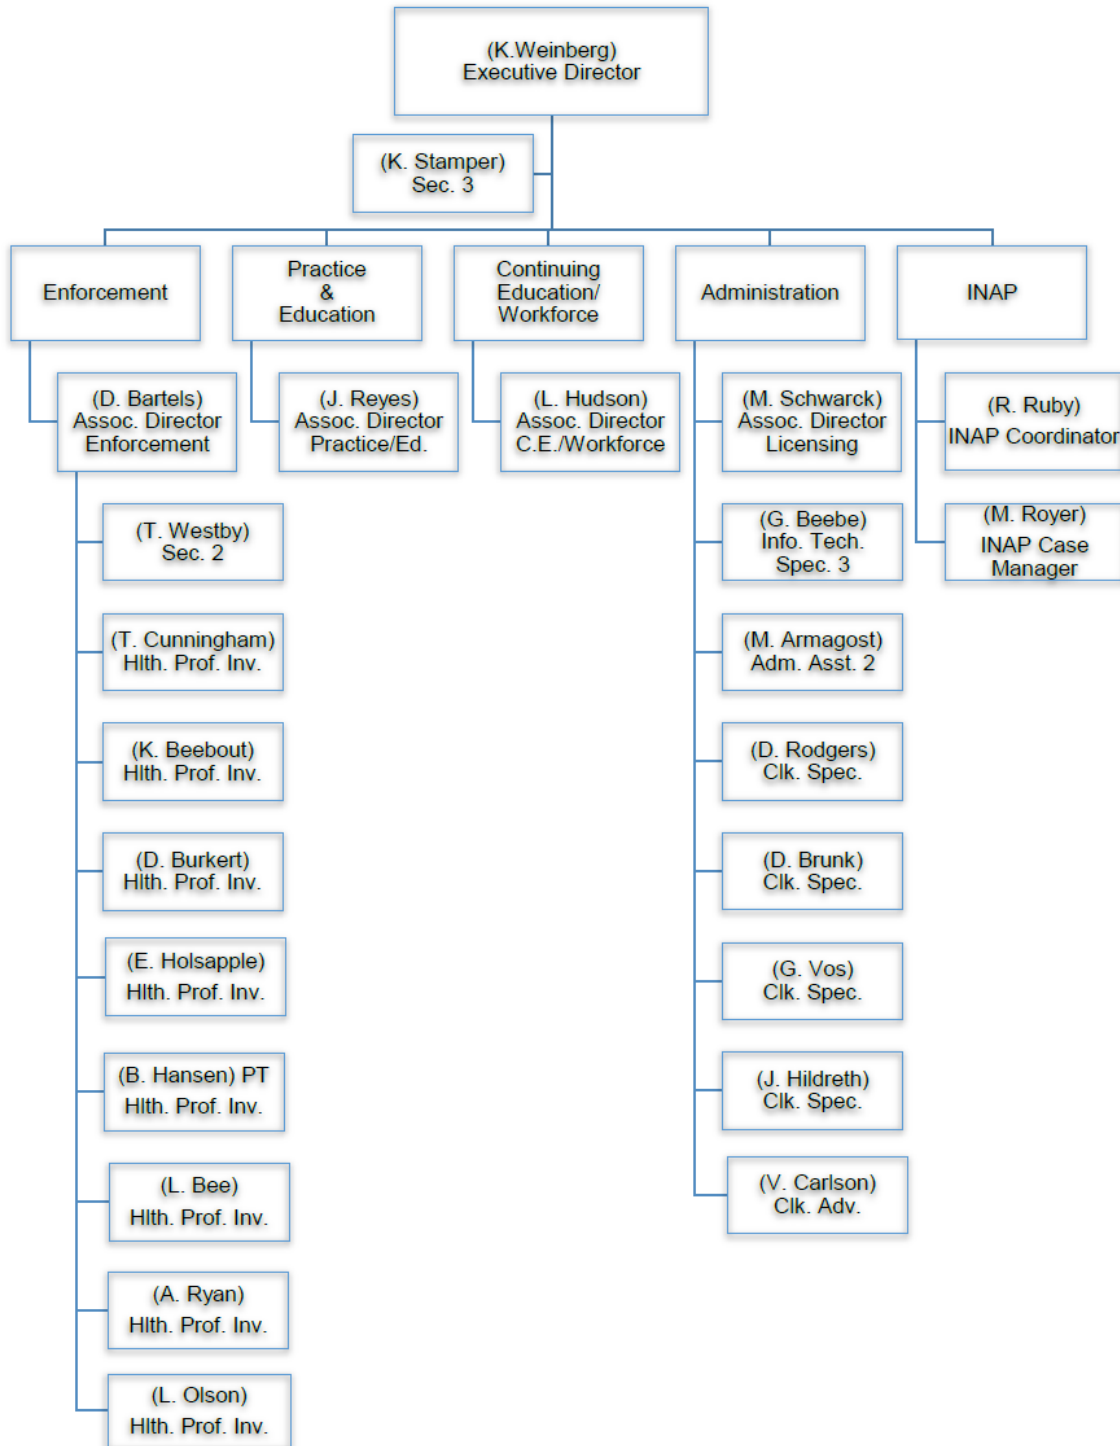 (K.Weinberg)
Executive Director
(K. Stamper)
Sec. 3
Enforcement
Practice
&
Education
Continuing
Education/
Workforce
Administration
INAP
(D. Bartels)
Assoc. Director
Enforcement
(J. Reyes)
Assoc. Director
Practice/Ed.
(L. Hudson)
Assoc. Director
C.E./Workforce
(M. Schwarck)
Assoc. Director
Licensing
(R. Ruby)
INAP Coordinator
(T. Westby)
Sec. 2
(G. Beebe)
Info. Tech.
Spec. 3
(M. Royer)
INAP Case
Manager
(T. Cunningham)
Hlth. Prof. Inv.
(M. Armagost)
Adm. Asst. 2
(K. Beebout)
Hlth. Prof. Inv.
(D. Rodgers)
Clk. Spec.
(D. Burkert)
Hlth. Prof. Inv.
(D. Brunk)
Clk. Spec.
(E. Holsapple)
Hlth. Prof. Inv.
(G. Vos)
Clk. Spec.
(B. Hansen) PT
Hlth. Prof. Inv.
(J. Hildreth)
Clk. Spec.
(L. Bee)
Hlth. Prof. Inv.
(V. Carlson)
Clk. Adv.
(A. Ryan)
Hlth. Prof. Inv.
(L. Olson)
Hlth. Prof. Inv.